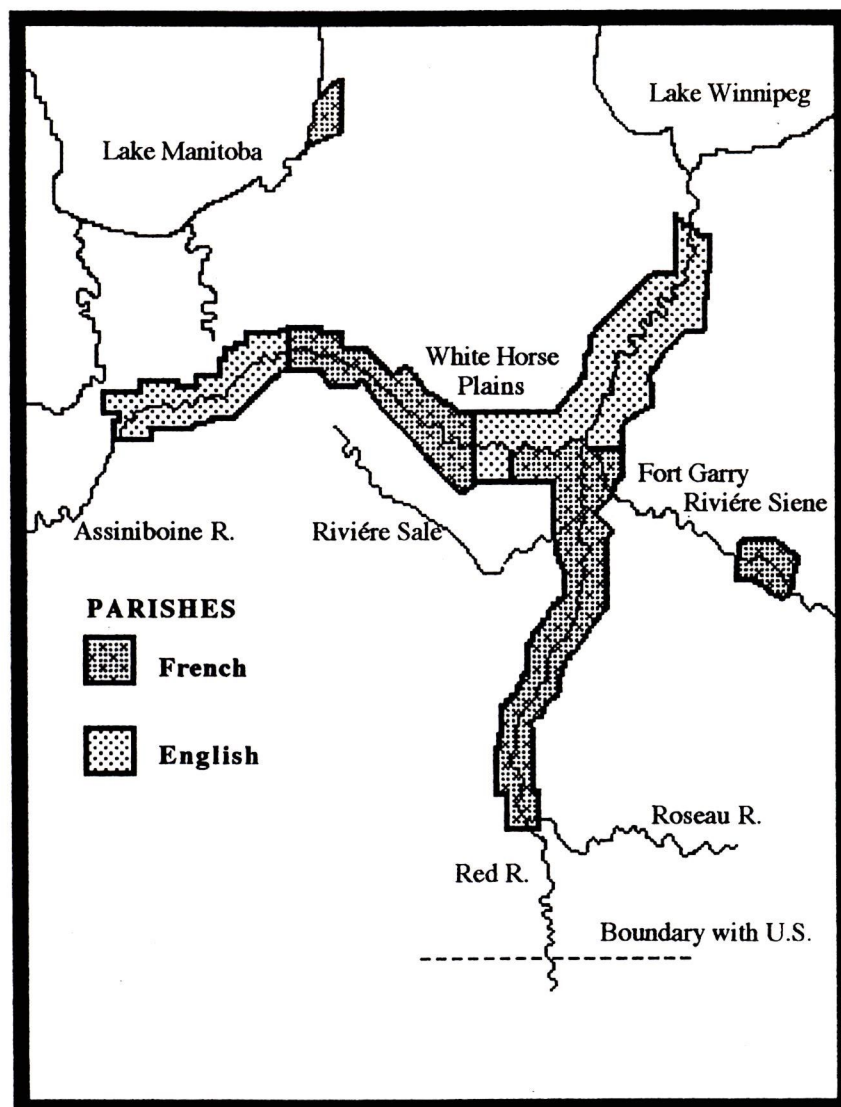 Lake Winnipeg
Lake Manitoba
White Horse
Plains
Fort Garry
Riviére Siene
Assiniboine R.
Riviére Sale
PARISHES
French
English
Roseau R.
Red R.
Boundary with U.S.